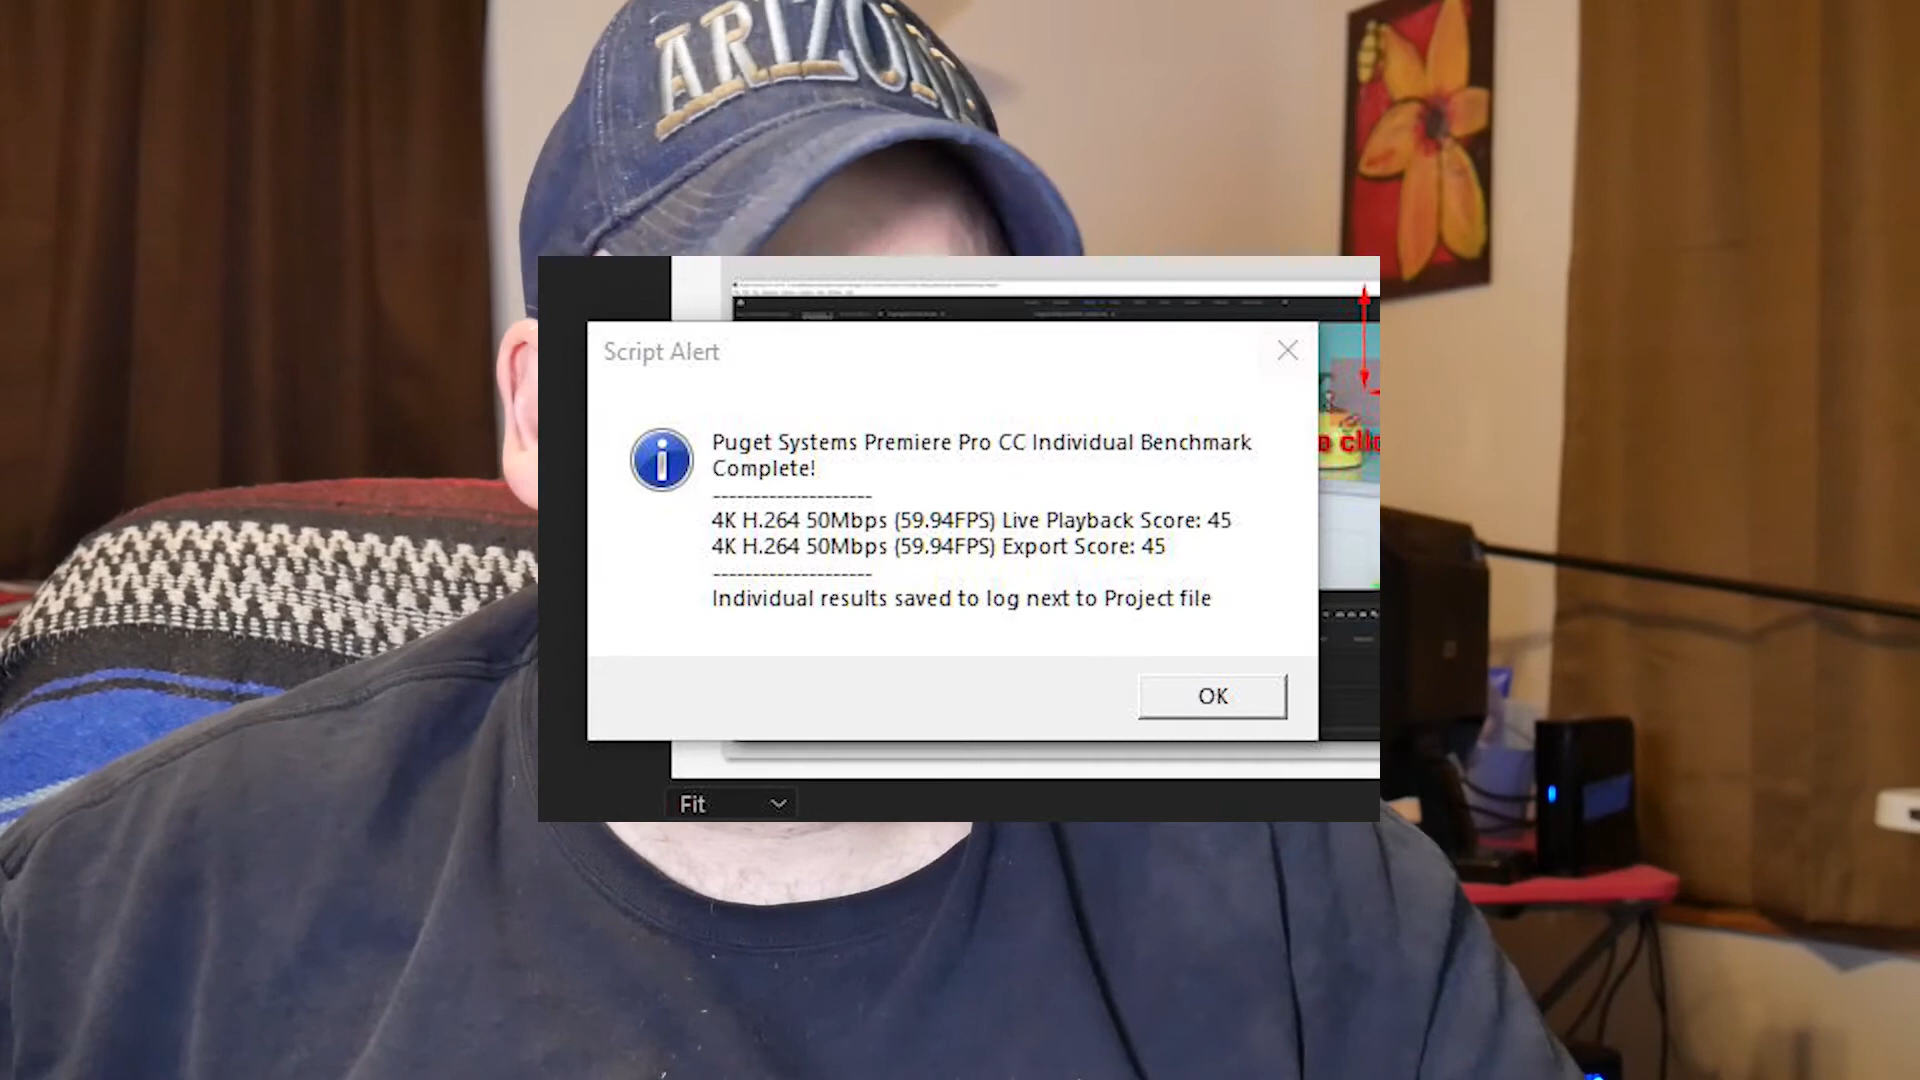 ARIZONA
Script Alert
Puget Systems Premiere Pro CC Individual Benchmark
Complete!
--------------------
4K H.264 50Mbps (59.94FPS) Live Playback Score: 45
4K H.264 50Mbps (59.94FPS) Export Score: 45
--------------------
Individual results saved to log next to Project file
OK
Fit